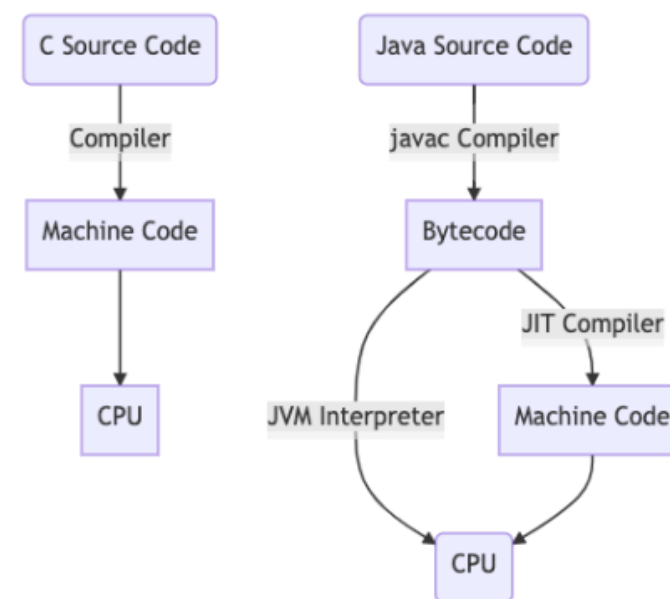 C Source Code
Java Source Code
Compiler
javac Compiler
Machine Code
Bytecode
JIT Compiler
CPU
JVM Interpreter
Machine Code
CPU